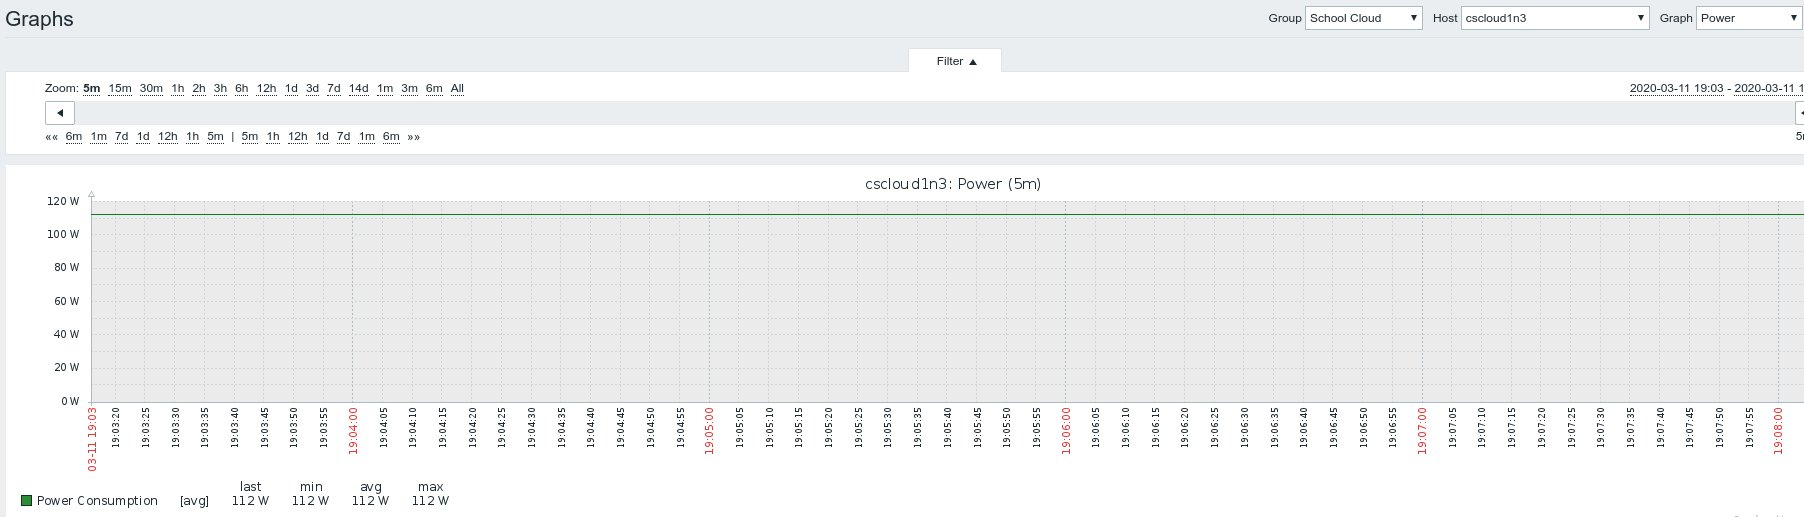 Graphs
Group School Cloud Host cscloud1n3 Graph Power
Filter
Zoom: 5m 15m 30m 1h 2h 3h 6h 12h 1d 3d 7d 14d 1m 3m 6m All
2020-03-11 19:03 - 2020-03-11 1
«« 6m 1m 7d 1d 12h 1h 5m | 5m 1h 12h 1d 7d 1m 6m »»
cscloud1n3: Power (5m)
120 W
100 W
80 W
60 W
40 W
20 W
0 W
03-11 19:03 19:03:20 19:03:25 19:03:30 19:03:35 19:03:40 19:03:45 19:03:50 19:03:55 19:04:00 19:04:05 19:04:10 19:04:15 19:04:20 19:04:25 19:04:30 19:04:35 19:04:40 19:04:45 19:04:50 19:04:55 19:05:00 19:05:05 19:05:10 19:05:15 19:05:20 19:05:25 19:05:30 19:05:35 19:05:40 19:05:45 19:05:50 19:05:55 19:06:00 19:06:05 19:06:10 19:06:15 19:06:20 19:06:25 19:06:30 19:06:35 19:06:40 19:06:45 19:06:50 19:06:55 19:07:00 19:07:05 19:07:10 19:07:15 19:07:20 19:07:25 19:07:30 19:07:35 19:07:40 19:07:45 19:07:50 19:07:55 19:08:00
last min avg max
Power Consumption [avg] 112 W 112 W 112 W 112 W